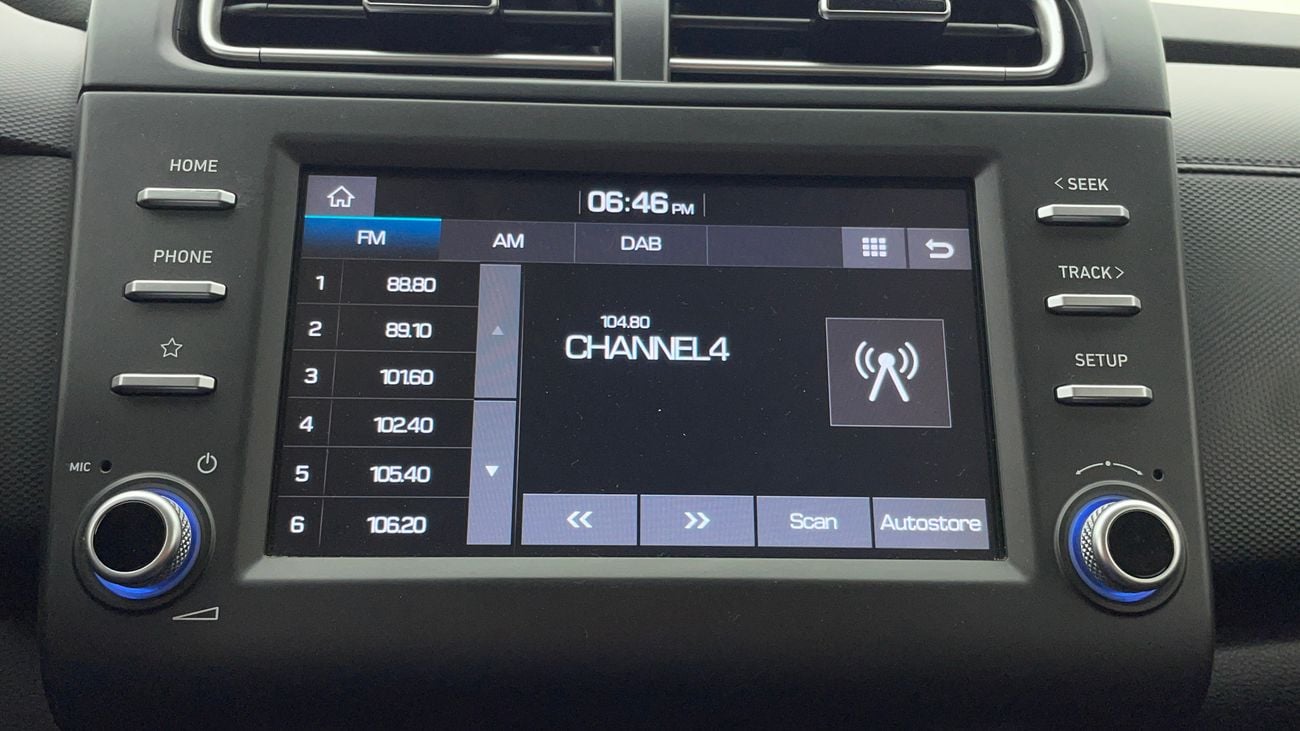 HOME
PHONE
MIC
06:46 PM
FM AM DAB
1 88.80
2 89.10
3 101.60
4 102.40
5 105.40
6 106.20
104.80
CHANNEL4
<< >> Scan Autostore
< SEEK
TRACK >
SETUP